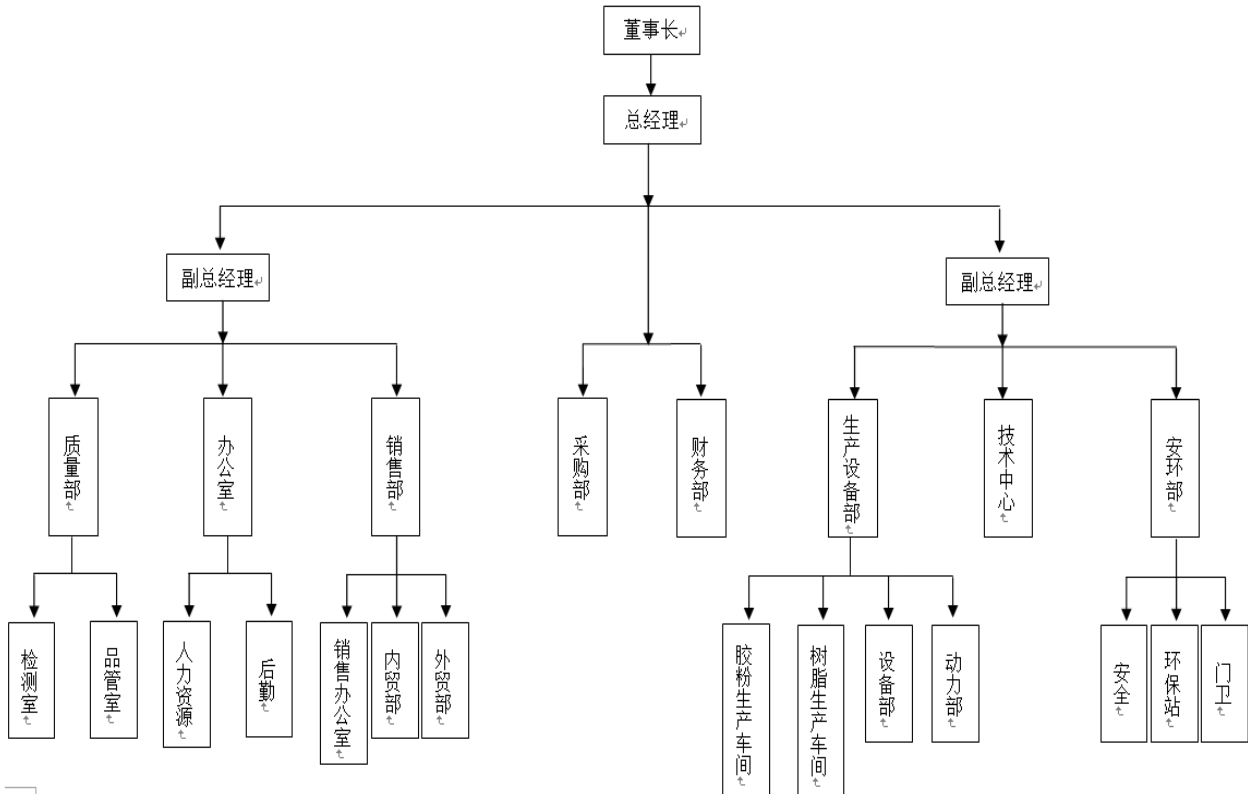 董事长
总经理
副总经理
副总经理
质量部
办公室
销售部
采购部
财务部
生产设备部
技术中心
安环部
检测室
品管室
人力资源
后勤
销售办公室
内贸部
外贸部
胶粉生产车间
树脂生产车间
设备部
动力部
安全
环保站
门卫